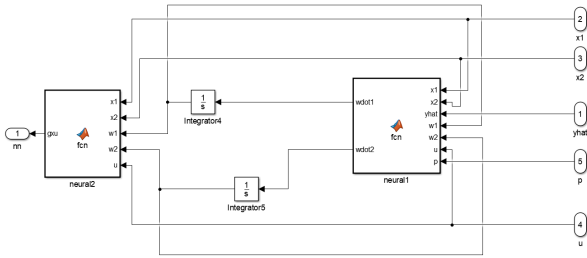 2
x1
3
x2
1
yhat
5
p
4
u
x1
x2
yhat
w1
w2
u
p
wdot1
wdot2
fcn
neural1
1
s
Integrator4
1
s
Integrator5
x1
x2
w1
w2
u
gxu
fcn
neural2
1
nn